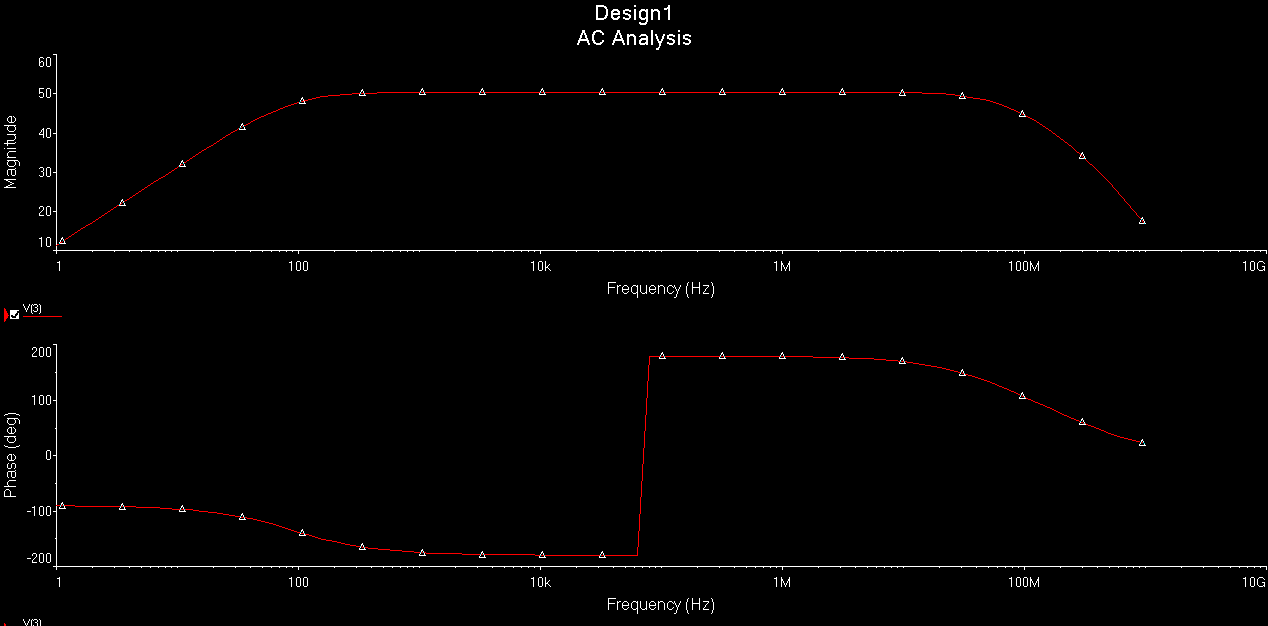 Design1
AC Analysis
60
50
40
30
20
10
Magnitude
1 100 10k 1M 100M 10G
Frequency (Hz)
V(3)
200
100
0
-100
-200
Phase (deg)
1 100 10k 1M 100M 10G
Frequency (Hz)
V(3)